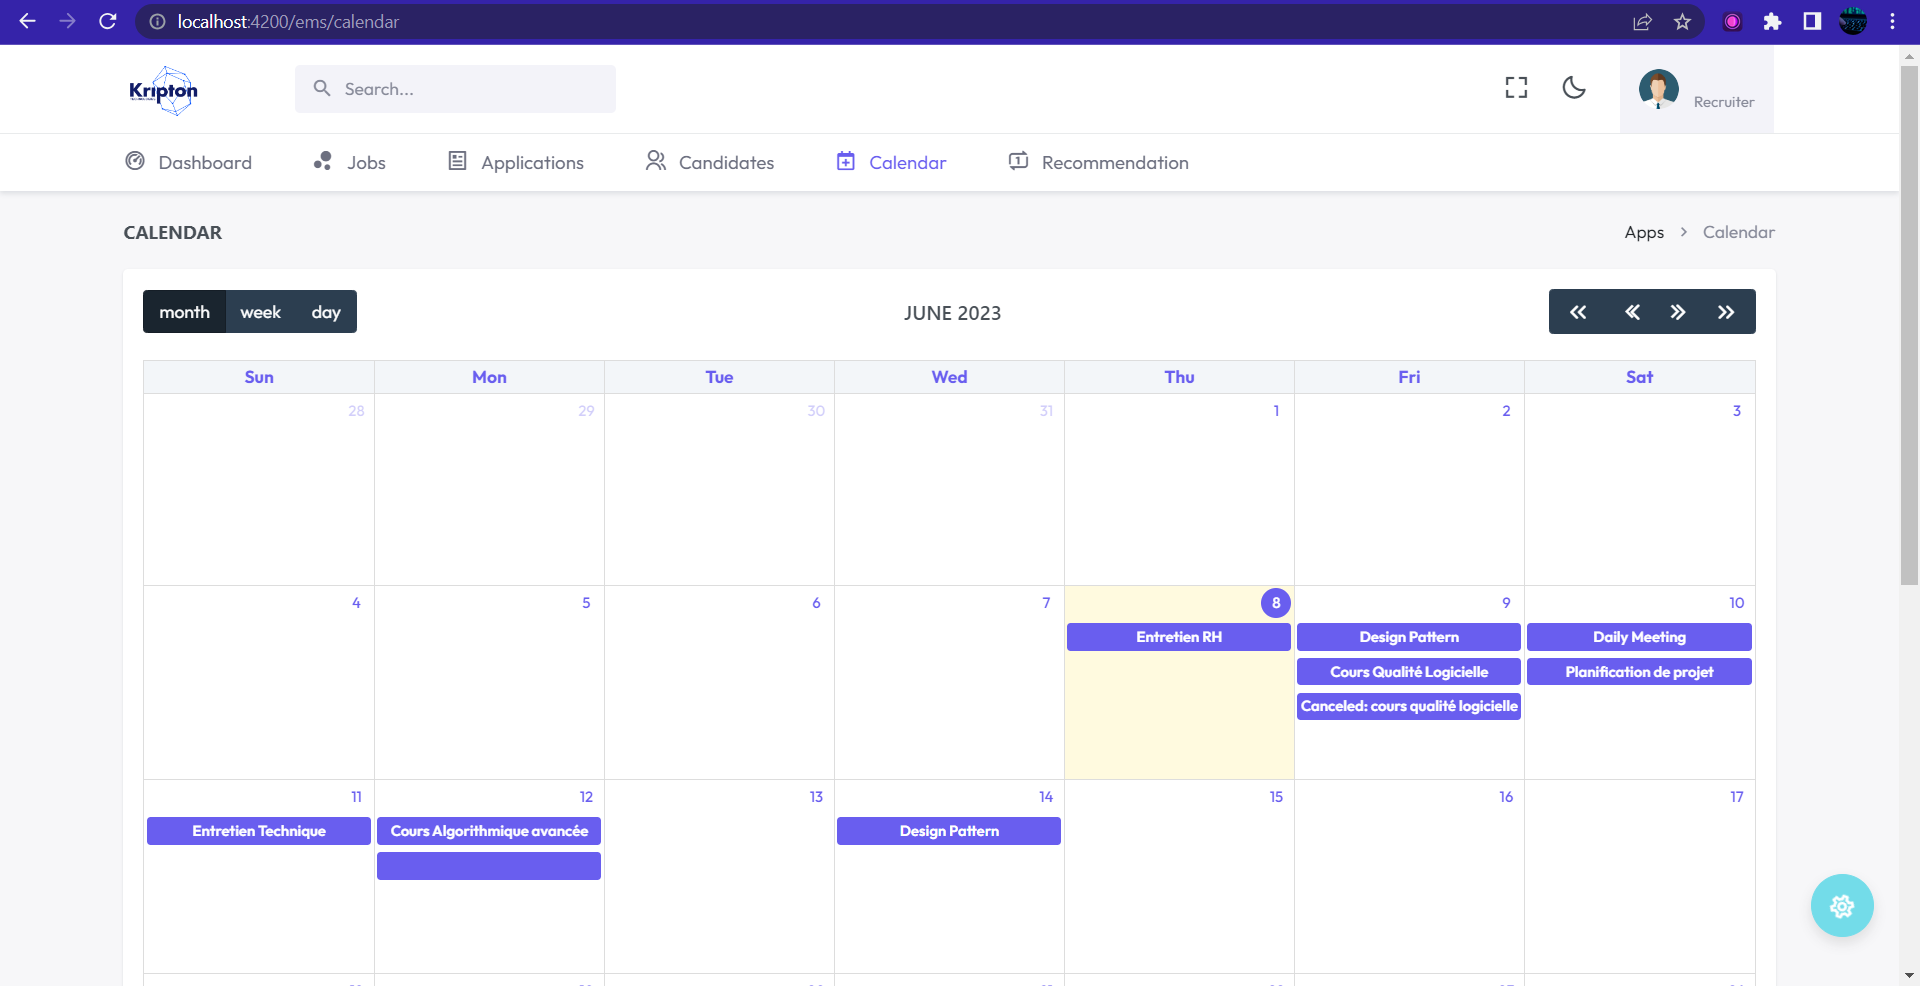 localhost:4200/ems/calendar
Kripton
Search...
Recruiter
Dashboard
Jobs
Applications
Candidates
Calendar
Recommendation
CALENDAR
Apps > Calendar
month week day
JUNE 2023
Sun Mon Tue Wed Thu Fri Sat
28 29 30 31 1 2 3
4 5 6 7 8 9 10
Entretien RH
Design Pattern
Daily Meeting
Cours Qualité Logicielle
Planification de projet
Canceled: cours qualité logicielle
11 12 13 14 15 16 17
Entretien Technique
Cours Algorithmique avancée
Design Pattern